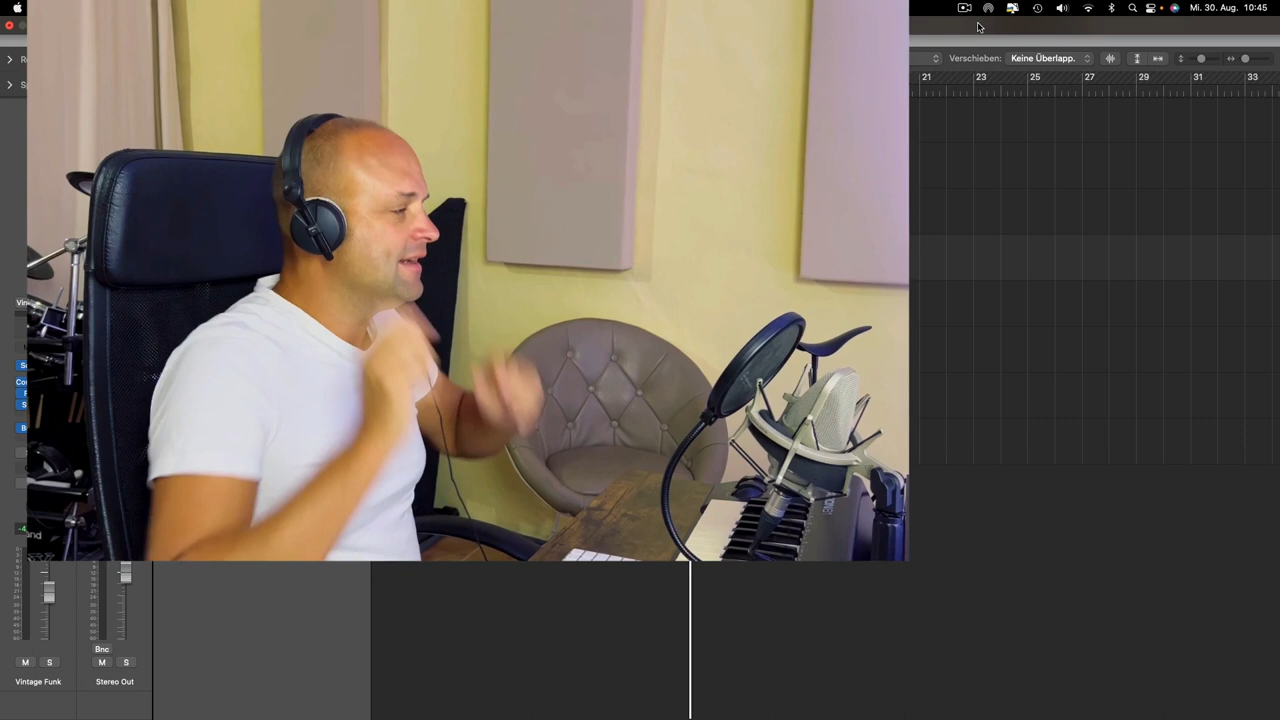 Mi. 30. Aug. 10:45
Verschieben: Keine Überlapp.
21 23 25 27 29 31 33
Bnc
M S M S
Vintage Funk Stereo Out